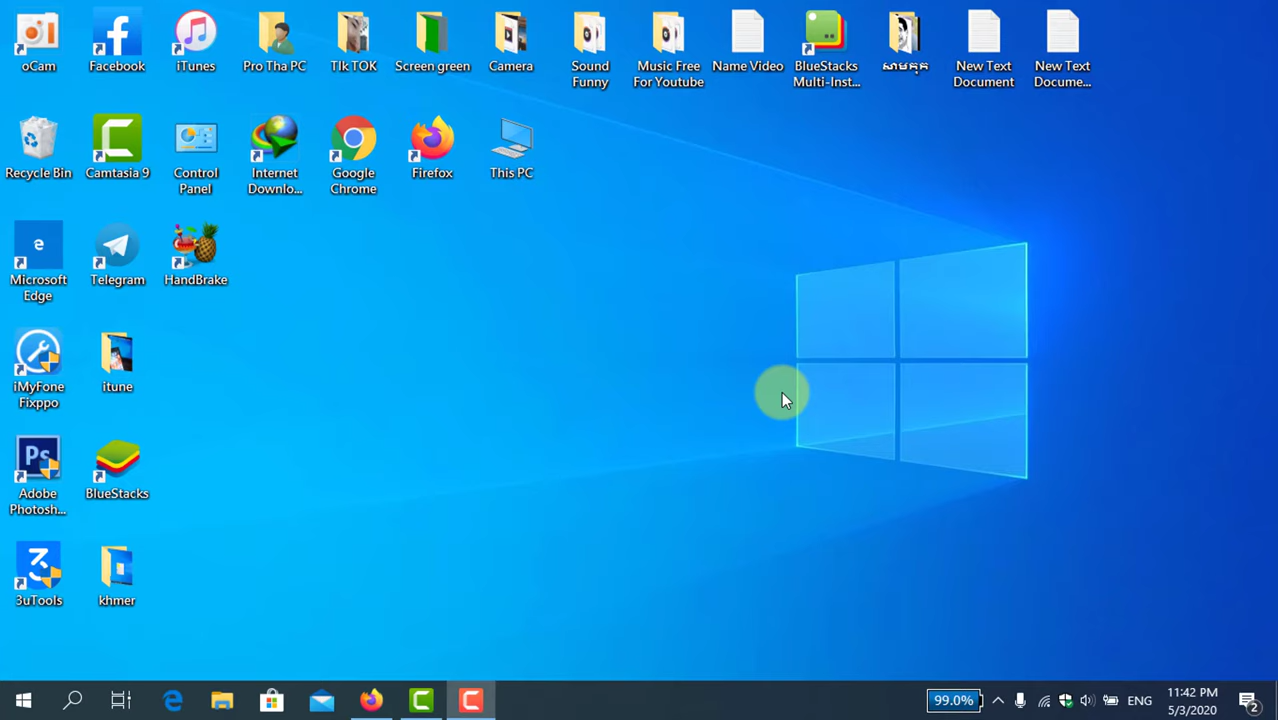 oCam
Facebook
iTunes
Pro Tha PC
TIk TOK
Screen green
Camera
Sound
Funny
Music Free
For Youtube
Name Video
BlueStacks
Multi-Inst...
សាមកុក
New Text
Document
New Text
Docume...
Recycle Bin
Camtasia 9
Control
Panel
Internet
Downlo...
Google
Chrome
Firefox
This PC
Microsoft
Edge
Telegram
HandBrake
iMyFone
Fixppo
itune
Adobe
Photosh...
BlueStacks
3uTools
khmer
99.0%
ENG
11:42 PM
5/3/2020
2